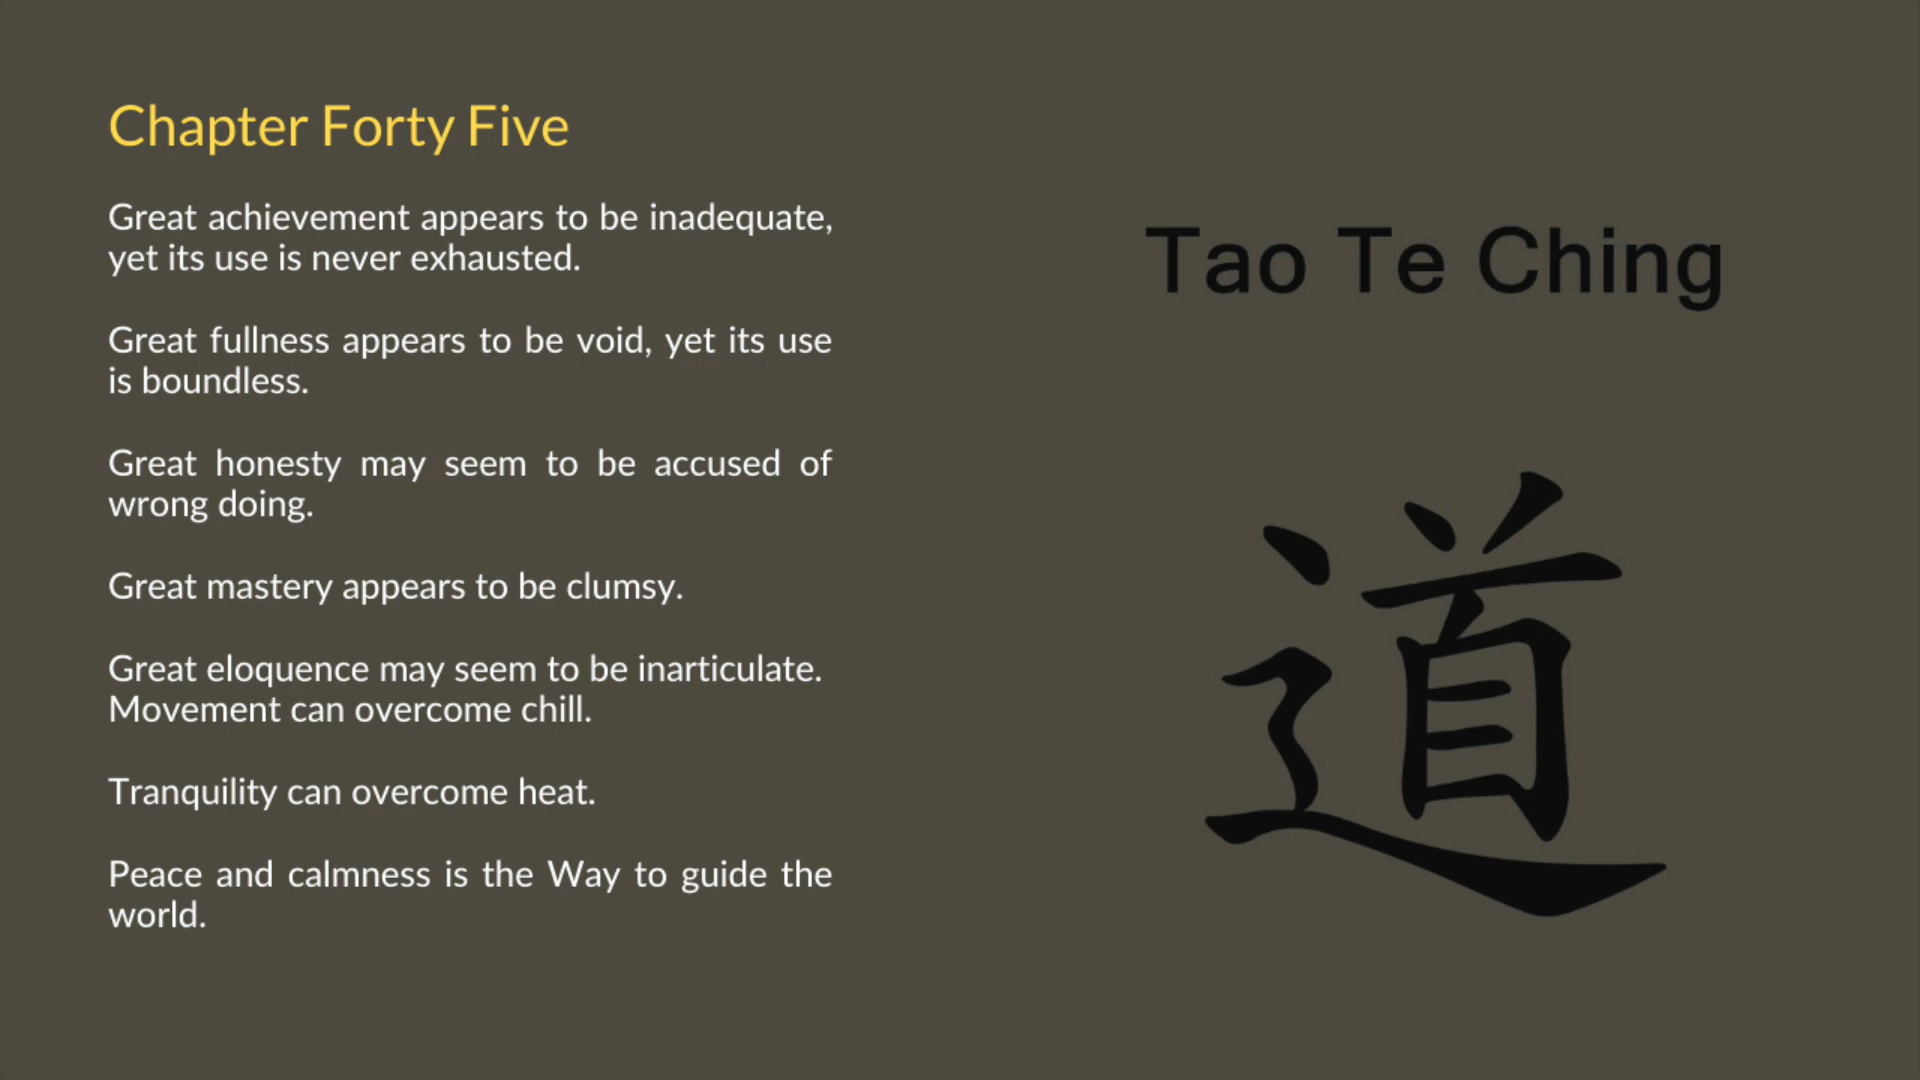 Chapter Forty Five
Great achievement appears to be inadequate,
yet its use is never exhausted.
Great fullness appears to be void, yet its use
is boundless.
Great honesty may seem to be accused of
wrong doing.
Great mastery appears to be clumsy.
Great eloquence may seem to be inarticulate.
Movement can overcome chill.
Tranquility can overcome heat.
Peace and calmness is the Way to guide the
world.
Tao Te Ching
道